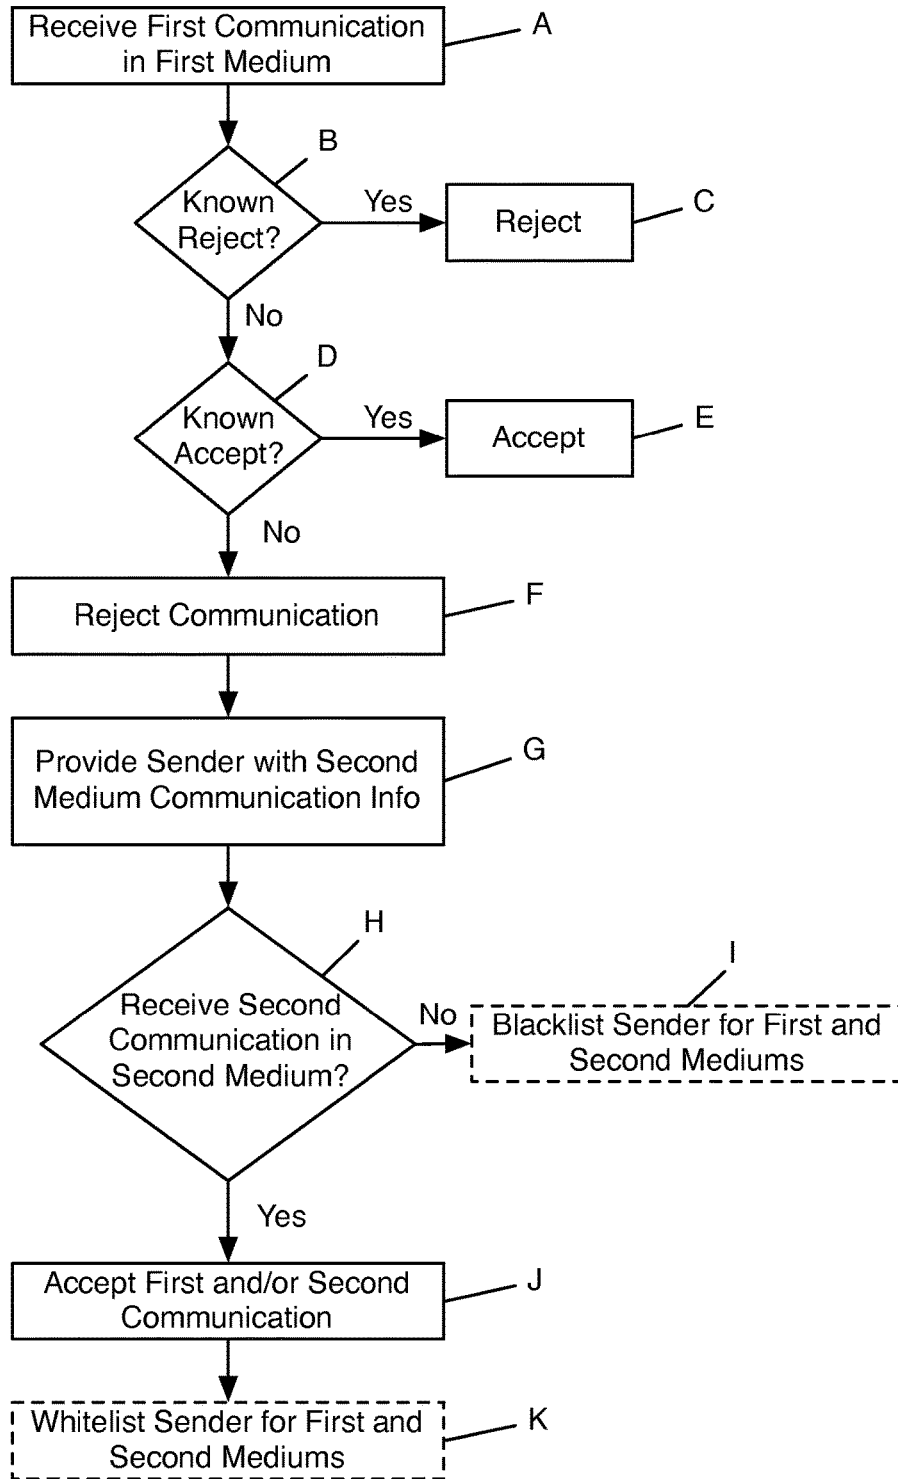 Receive First Communication
in First Medium
A
B
Known
Reject?
Yes
Reject
C
No
D
Known
Accept?
Yes
Accept
E
No
Reject Communication
F
Provide Sender with Second
Medium Communication Info
G
H
Receive Second
Communication in
Second Medium?
No
I
Blacklist Sender for First and
Second Mediums
Yes
Accept First and/or Second
Communication
J
Whitelist Sender for First and
Second Mediums
K